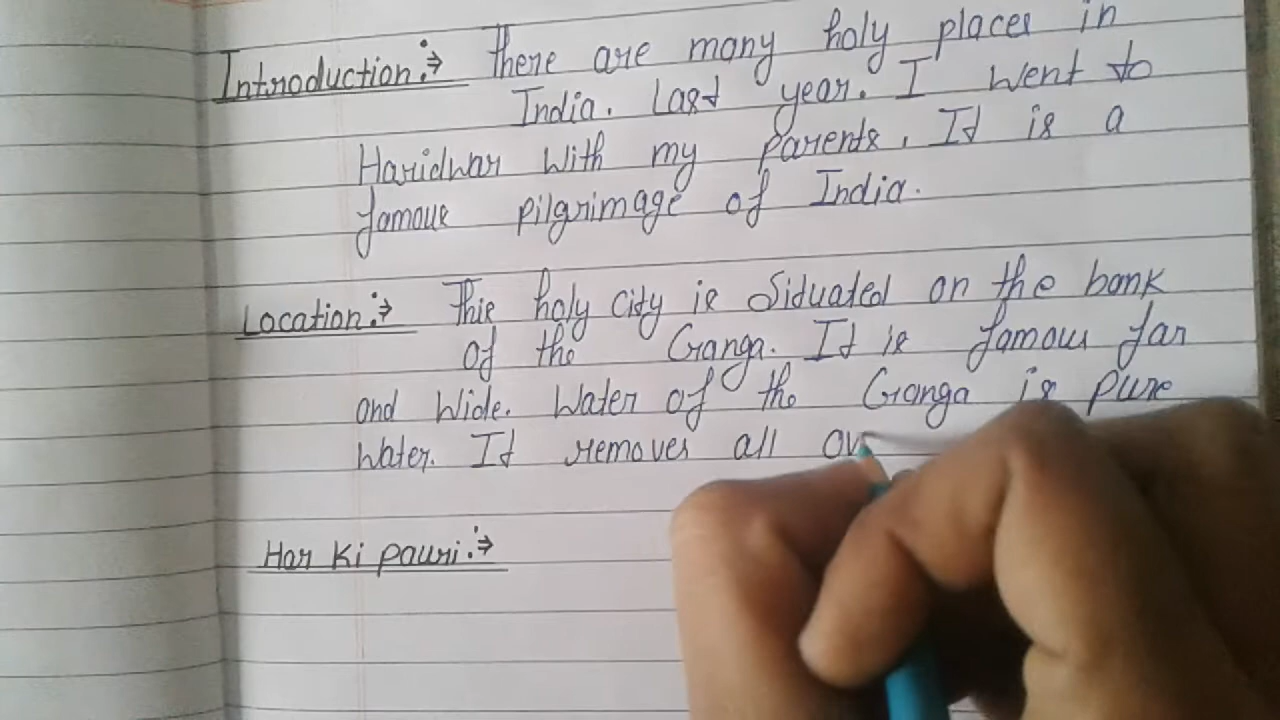 Introduction :→ There are many holy places in
India. Last year. I went to
Haridwar with my parents. It is a
famous pilgrimage of India.
Location :→ This holy city is situated on the bank
of the Ganga. It is famous far
and wide. Water of the Ganga is pure
water. It removes all ou
Har Ki pauri :→